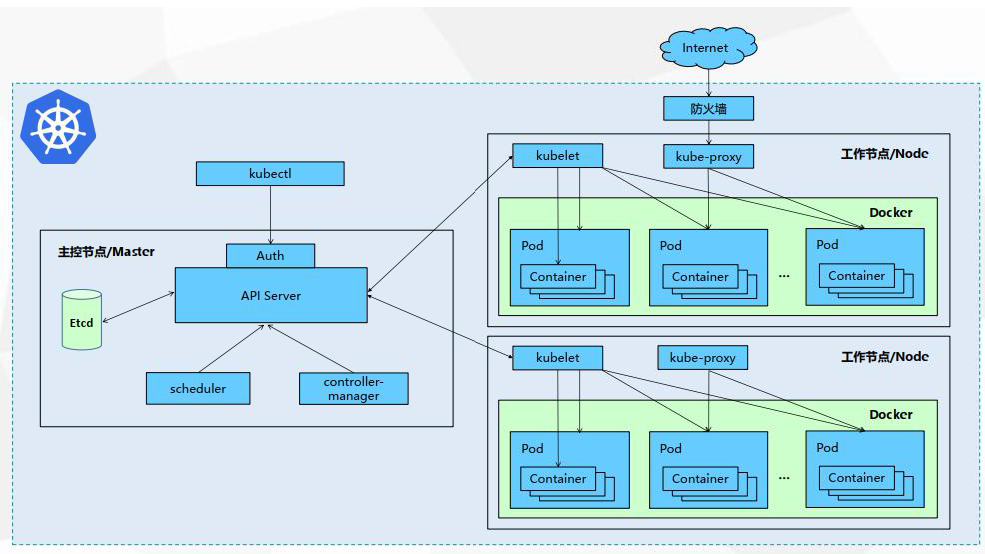 Internet
防火墙
kubelet
kube-proxy
工作节点/Node
kubectl
Docker
主控节点/Master
Auth
API Server
Etcd
scheduler
controller-
manager
Pod
Container
Pod
Container
...
Pod
Container
kubelet
kube-proxy
工作节点/Node
Docker
Pod
Container
Pod
Container
...
Pod
Container